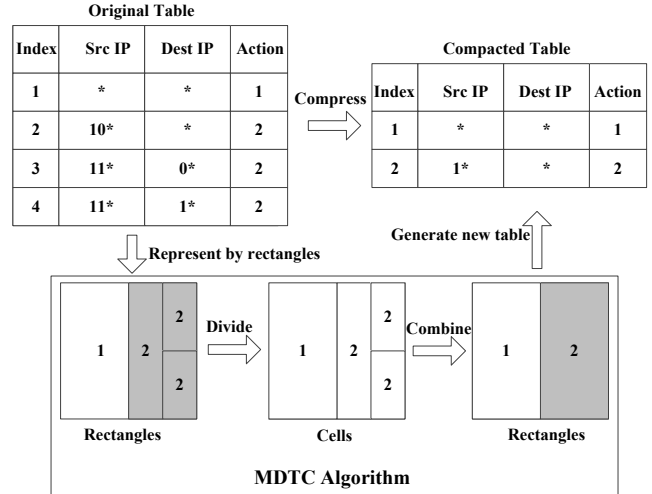 Original Table
Index Src IP Dest IP Action
1 * * 1
2 10* * 2
3 11* 0* 2
4 11* 1* 2
Compress
Compacted Table
Index Src IP Dest IP Action
1 * * 1
2 1* * 2
Represent by rectangles
Generate new table
1 2 2 2
Rectangles
Divide
1 2 2 2
Cells
Combine
1 2
Rectangles
MDTC Algorithm